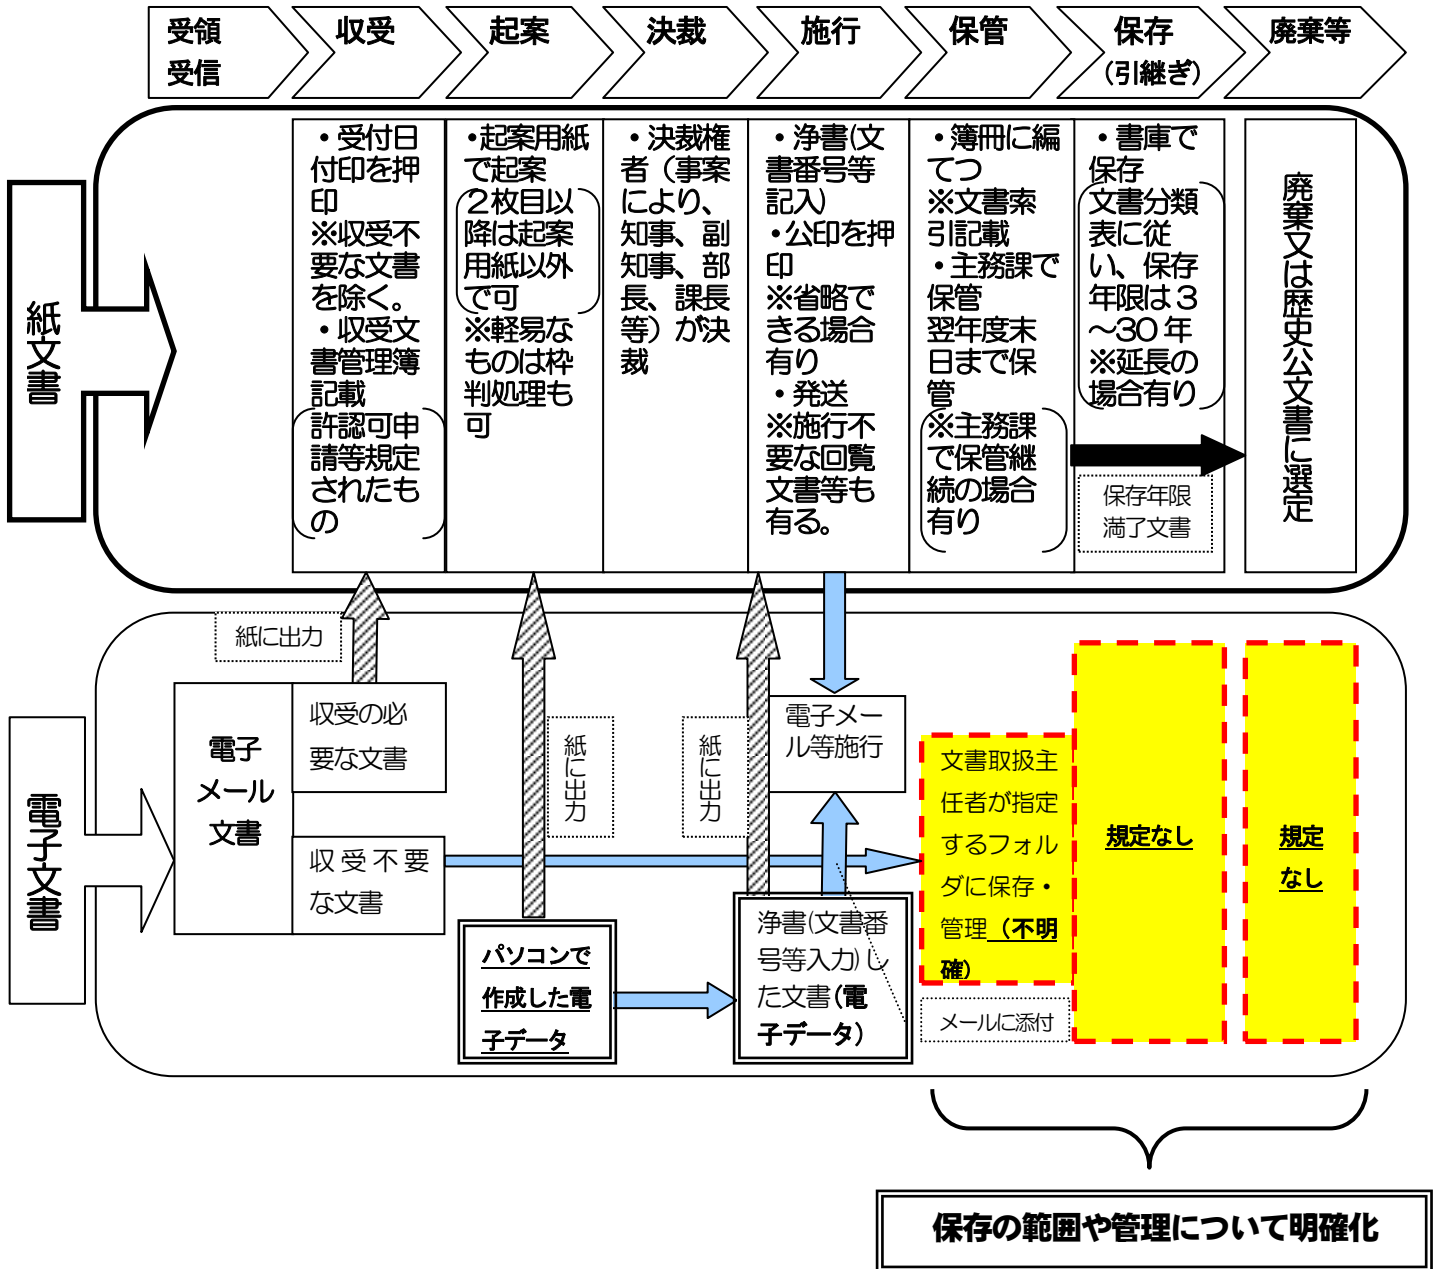 受領
受信
収受
起案
決裁
施行
保管
保存
（引継ぎ）
廃棄等
紙文書
・受付日
付印を押
印
※収受不
要な文書
を除く。
・収受文
書管理簿
記載
許認可申
請等規定
されたも
の
・起案用紙
で起案
２枚目以
降は起案
用紙以外
で可
※軽易な
ものは枠
判処理も
可
・決裁権
者（事案
により、
知事、副
知事、部
長、課長
等）が決
裁
・浄書(文
書番号等
記入)
・公印を押
印
※省略で
きる場合
有り
・発送
※施行不
要な回覧
文書等も
有る。
・簿冊に編
てつ
※文書索
引記載
・主務課で
保管
翌年度末
日まで保
管
※主務課
で保管継
続の場合
有り
・書庫で
保存
文書分類
表に従
い、保存
年限は３
～30 年
※延長の
場合有り
保存年限
満了文書
廃棄又は歴史公文書に選定
電子文書
紙に出力
電子
メール
文書
収受の必
要な文書
収受不要
な文書
紙に出力
パソコンで
作成した電
子データ
紙に出力
電子メー
ル等施行
浄書(文書番
号等入力)し
た文書(電
子データ)
文書取扱主
任者が指定
するフォル
ダに保存・
管理（不明
確）
メールに添付
規定なし
規定
なし
保存の範囲や管理について明確化